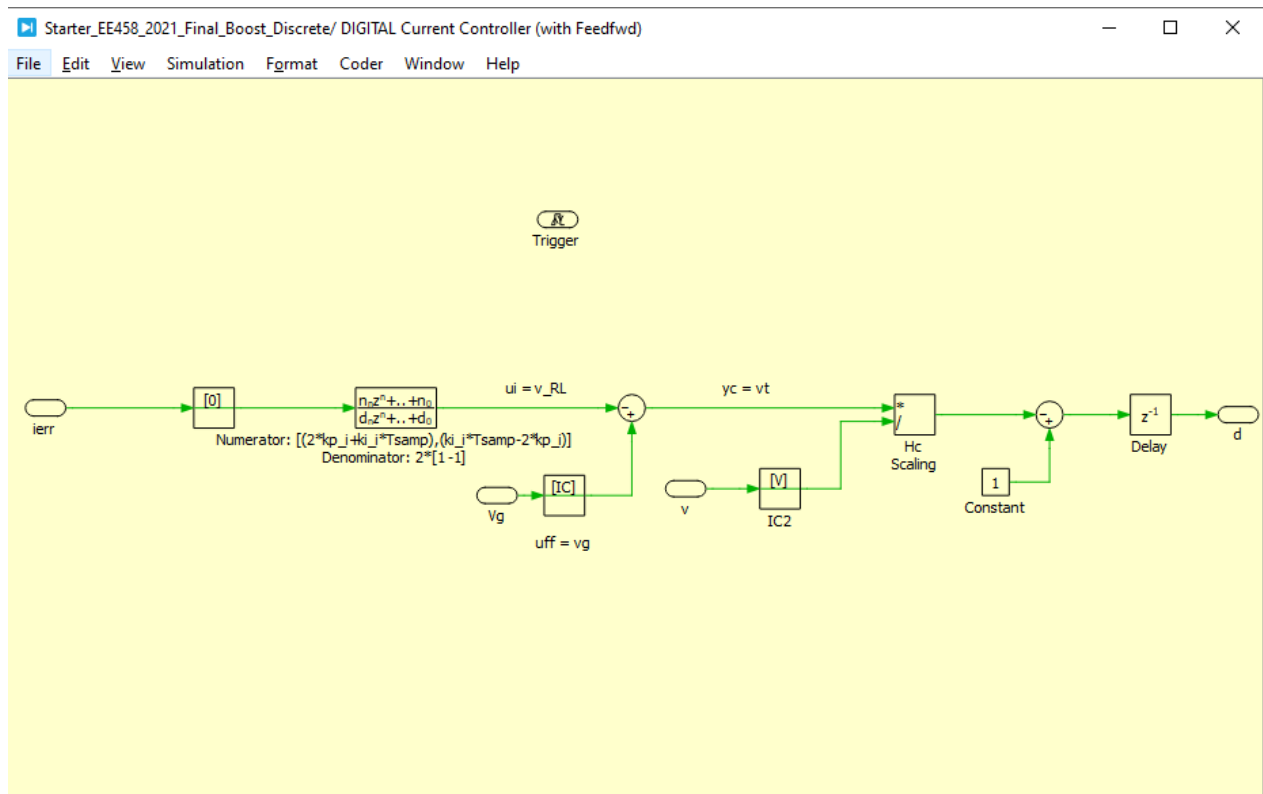 Starter_EE458_2021_Final_Boost_Discrete/ DIGITAL Current Controller (with Feedfwd)
File Edit View Simulation Format Coder Window Help
Trigger
ierr
[0]
nₙzⁿ+..+n₀
dₙzⁿ+..+d₀
Numerator: [(2*kp_i+ki_i*Tsamp),(ki_i*Tsamp-2*kp_i)]
Denominator: 2*[1 -1]
ui = v_RL
-
+
Vg
[IC]
uff = vg
yc = vt
v
[V]
IC2
*
/
Hc
Scaling
-
+
1
Constant
z⁻¹
Delay
d